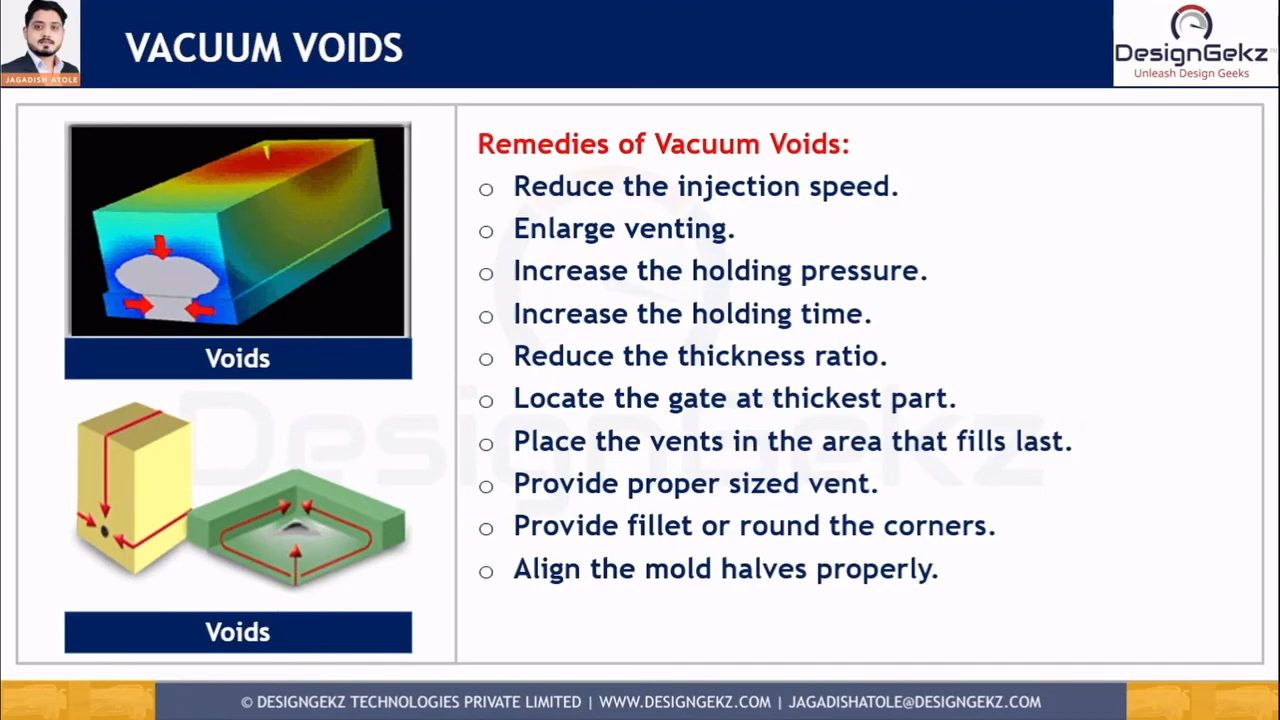 JAGADISH ATOLE
VACUUM VOIDS
DesignGekz
Unleash Design Geeks
Voids
Voids
Remedies of Vacuum Voids:
o Reduce the injection speed.
o Enlarge venting.
o Increase the holding pressure.
o Increase the holding time.
o Reduce the thickness ratio.
o Locate the gate at thickest part.
o Place the vents in the area that fills last.
o Provide proper sized vent.
o Provide fillet or round the corners.
o Align the mold halves properly.
DesignGekz
© DESIGNGEKZ TECHNOLOGIES PRIVATE LIMITED | WWW.DESIGNGEKZ.COM | JAGADISHATOLE@DESIGNGEKZ.COM